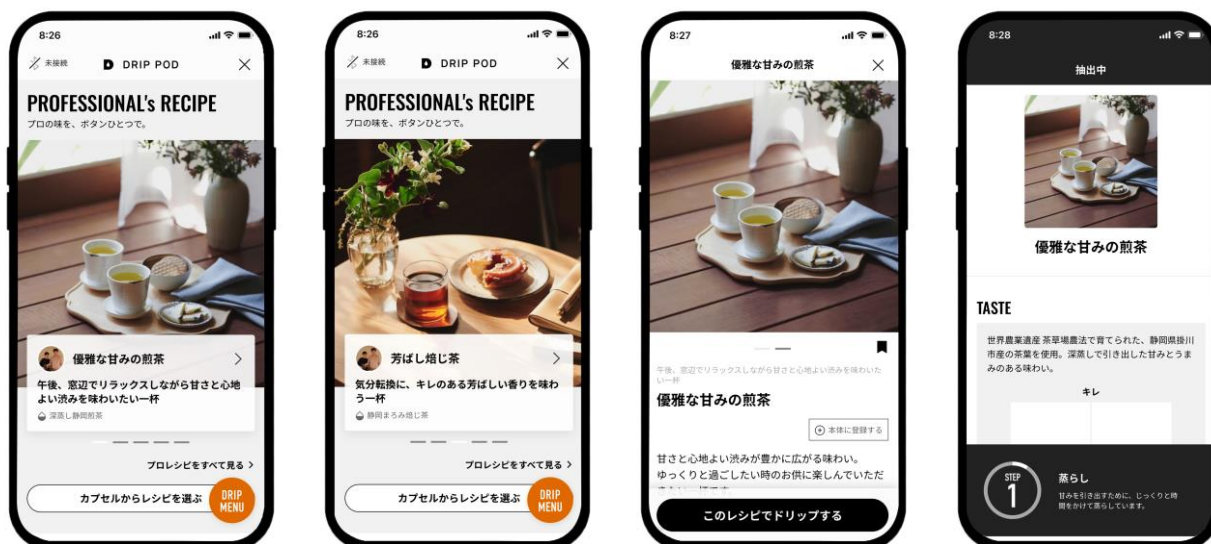 8:26
未接続
DRIP POD
PROFESSIONAL's RECIPE
プロの味を、ボタンひとつで。
優雅な甘みの煎茶
午後、窓辺でリラックスしながら甘さと心地
よい渋みを味わいたい一杯
深蒸し静岡煎茶
プロレシピをすべて見る
カプセルからレシピを選ぶ
DRIP
MENU
8:26
未接続
DRIP POD
PROFESSIONAL's RECIPE
プロの味を、ボタンひとつで。
芳ばし焙じ茶
気分転換に、キレのある芳ばしい香りを味わ
う一杯
静岡まろみ焙じ茶
プロレシピをすべて見る
カプセルからレシピを選ぶ
DRIP
MENU
8:27
優雅な甘みの煎茶
午後、窓辺でリラックスしながら甘さと心地よい渋みを味わいた
い一杯
優雅な甘みの煎茶
本体に登録する
甘さと心地よい渋みが豊かに広がる味わい。
ゆっくりと過ごしたい時のお供に楽しんでいただ
きたい一杯です。
このレシピでドリップする
8:28
抽出中
優雅な甘みの煎茶
TASTE
世界農業遺産 茶草場農法で育てられた、静岡県掛川
市産の茶葉を使用。深蒸しで引き出した甘みとうま
みのある味わい。
キレ
STEP
1
蒸らし
甘みを引き出すために、じっくりと時
間をかけて蒸らしています。